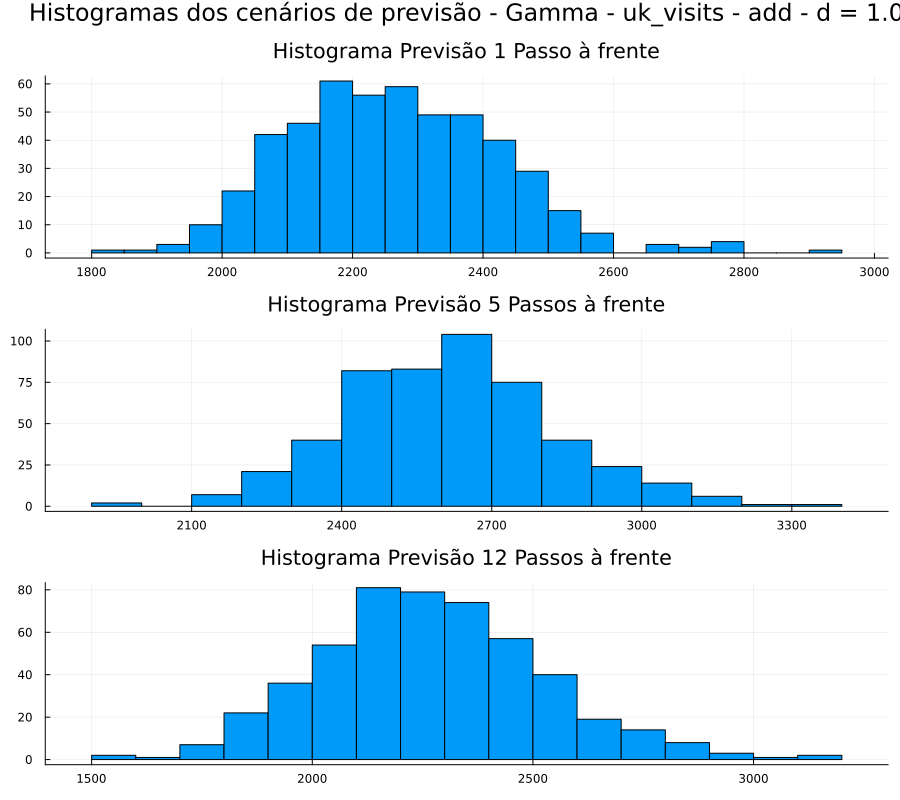 Histogramas dos cenários de previsão - Gamma - uk_visits - add - d = 1.0
Histograma Previsão 1 Passo à frente
60
50
40
30
20
10
0
1800 2000 2200 2400 2600 2800 3000
Histograma Previsão 5 Passos à frente
100
75
50
25
0
2100 2400 2700 3000 3300
Histograma Previsão 12 Passos à frente
80
60
40
20
0
1500 2000 2500 3000